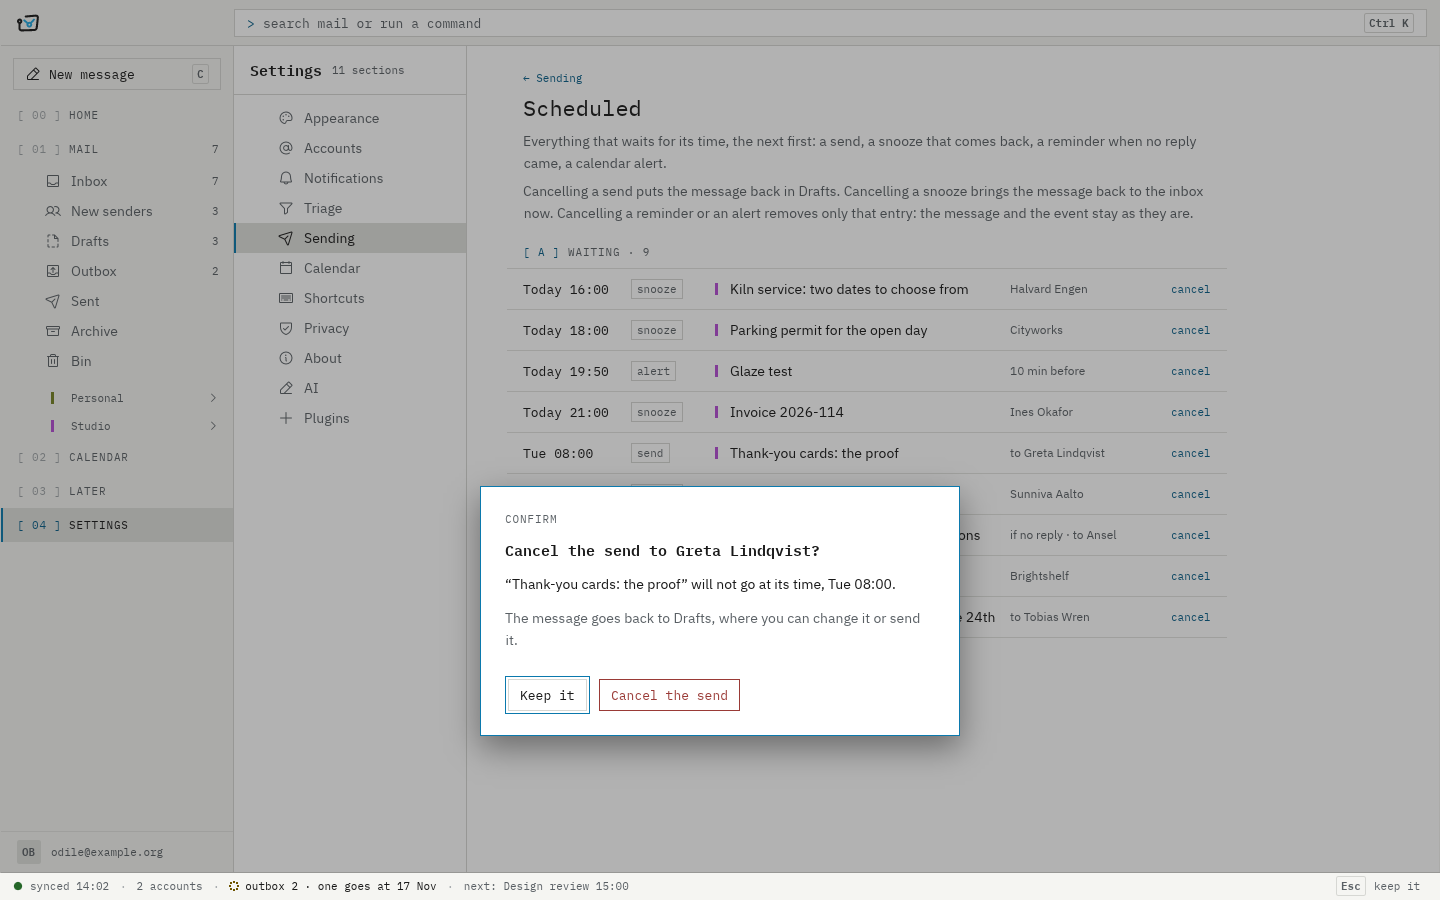 > search mail or run a command
Ctrl K
New message
C
[ 00 ] HOME
[ 01 ] MAIL 7
Inbox 7
New senders 3
Drafts 3
Outbox 2
Sent
Archive
Bin
Personal
Studio
[ 02 ] CALENDAR
[ 03 ] LATER
[ 04 ] SETTINGS
OB odile@example.org
Settings 11 sections
Appearance
Accounts
Notifications
Triage
Sending
Calendar
Shortcuts
Privacy
About
AI
Plugins
← Sending
Scheduled
Everything that waits for its time, the next first: a send, a snooze that comes back, a reminder when no reply
came, a calendar alert.
Cancelling a send puts the message back in Drafts. Cancelling a snooze brings the message back to the inbox
now. Cancelling a reminder or an alert removes only that entry: the message and the event stay as they are.
[ A ] WAITING · 9
Today 16:00 snooze Kiln service: two dates to choose from Halvard Engen cancel
Today 18:00 snooze Parking permit for the open day Cityworks cancel
Today 19:50 alert Glaze test 10 min before cancel
Today 21:00 snooze Invoice 2026-114 Ines Okafor cancel
Tue 08:00 send Thank-you cards: the proof to Greta Lindqvist cancel
Sunniva Aalto cancel
ons if no reply · to Ansel cancel
Brightshelf cancel
24th to Tobias Wren cancel
CONFIRM
Cancel the send to Greta Lindqvist?
“Thank-you cards: the proof” will not go at its time, Tue 08:00.
The message goes back to Drafts, where you can change it or send
it.
Keep it
Cancel the send
synced 14:02 · 2 accounts · outbox 2 · one goes at 17 Nov · next: Design review 15:00
Esc keep it